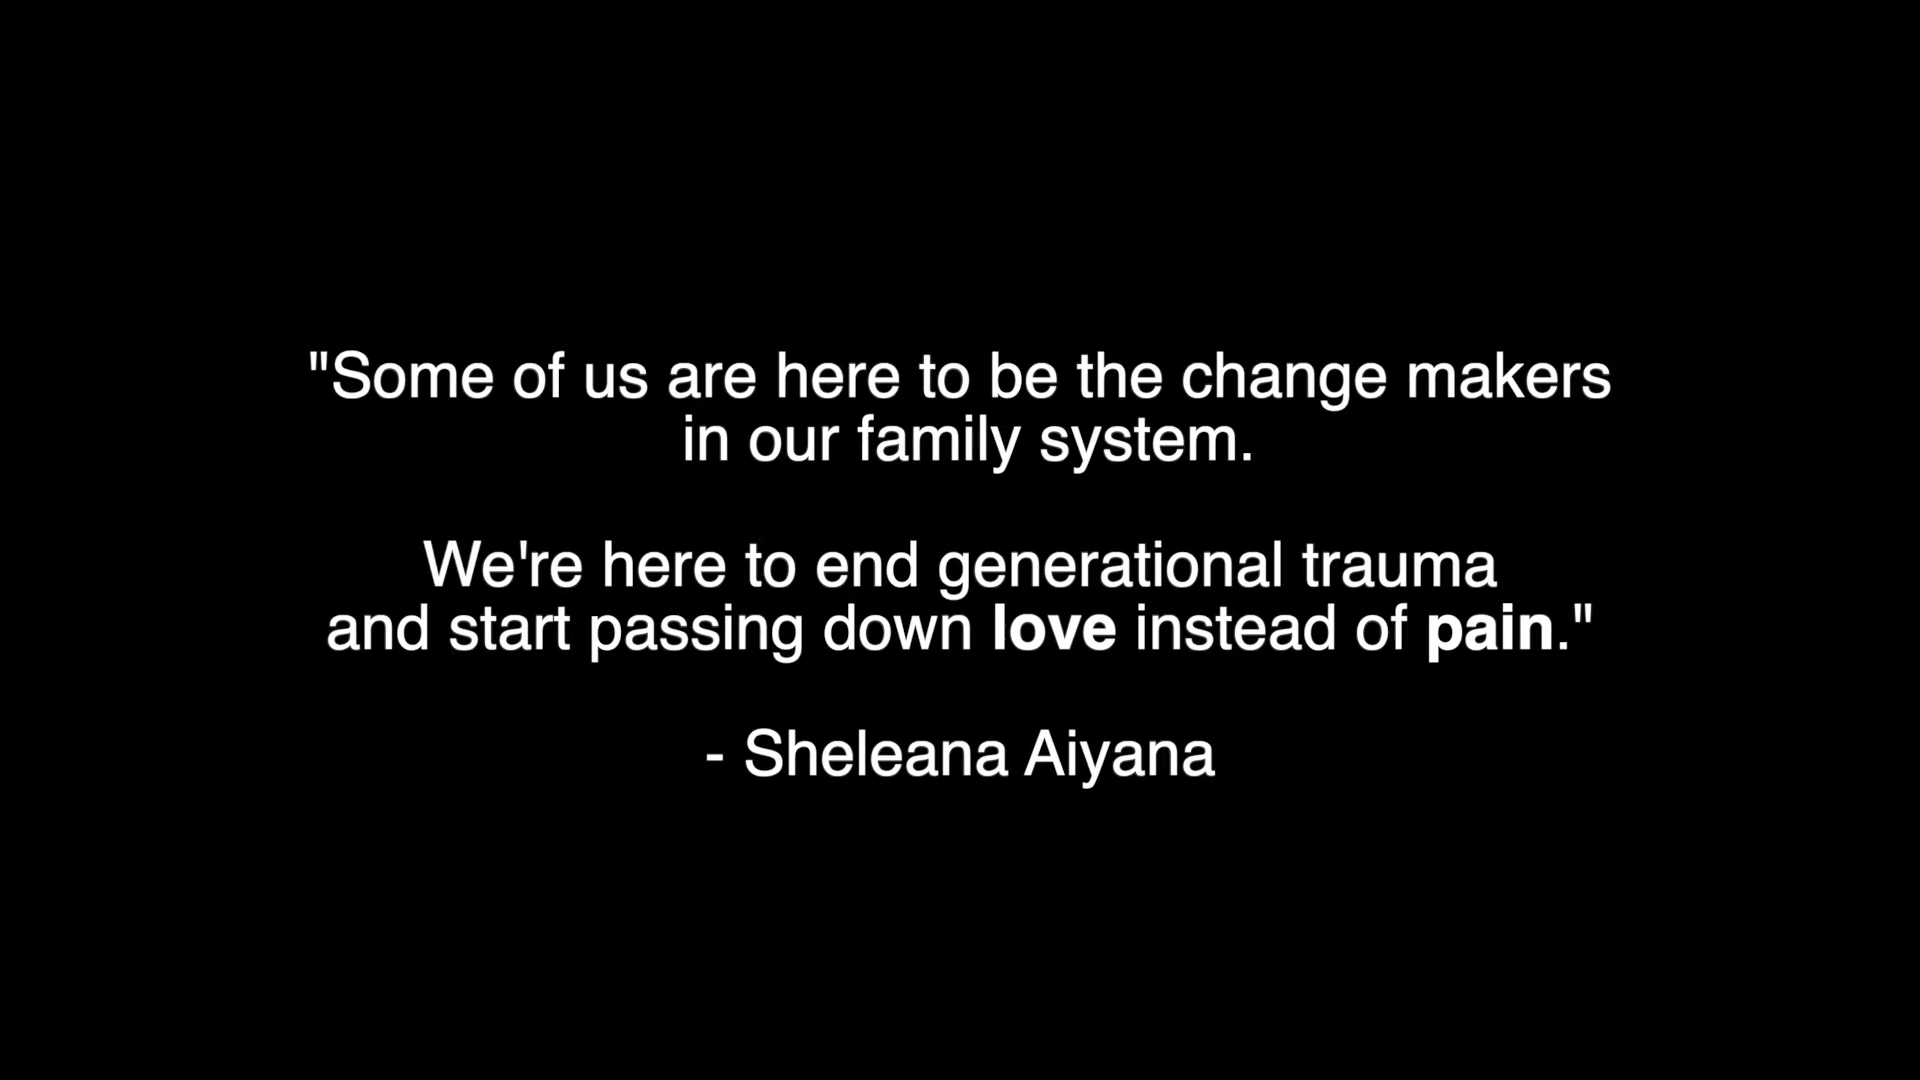 "Some of us are here to be the change makers
in our family system.
We're here to end generational trauma
and start passing down love instead of pain."
- Sheleana Aiyana